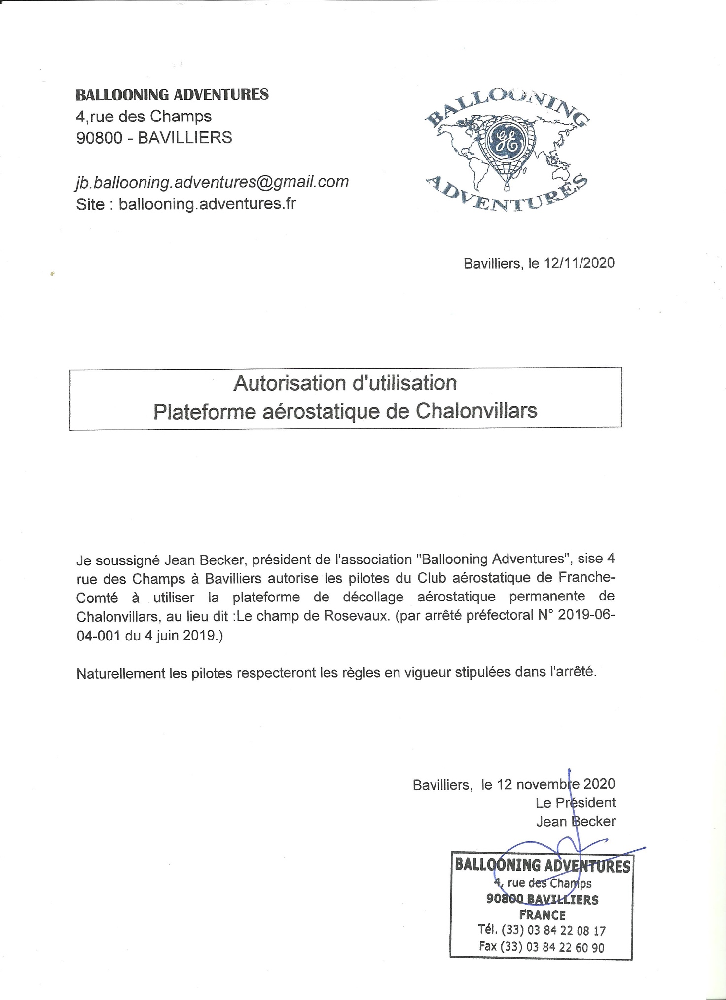 BALLOONING ADVENTURES
4,rue des Champs
90800 - BAVILLIERS
jb.ballooning.adventures@gmail.com
Site : ballooning.adventures.fr
BALLOONING
GE
ADVENTURES
Bavilliers, le 12/11/2020
Autorisation d'utilisation
Plateforme aérostatique de Chalonvillars
Je soussigné Jean Becker, président de l'association "Ballooning Adventures", sise 4
rue des Champs à Bavilliers autorise les pilotes du Club aérostatique de Franche-
Comté à utiliser la plateforme de décollage aérostatique permanente de
Chalonvillars, au lieu dit :Le champ de Rosevaux. (par arrêté préfectoral N° 2019-06-
04-001 du 4 juin 2019.)
Naturellement les pilotes respecteront les règles en vigueur stipulées dans l'arrêté.
Bavilliers, le 12 novembre 2020
Le Président
Jean Becker
BALLOONING ADVENTURES
4, rue des Champs
90800 BAVILLIERS
FRANCE
Tél. (33) 03 84 22 08 17
Fax (33) 03 84 22 60 90